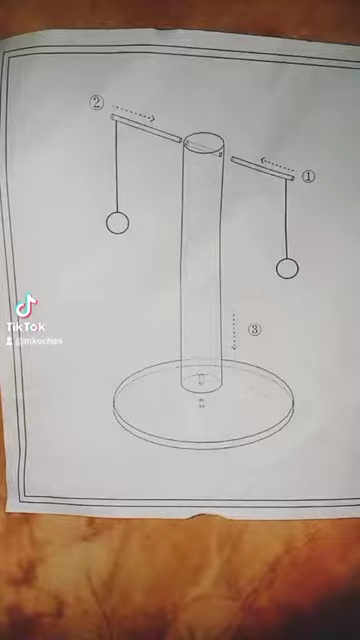 ②
①
③
TikTok
@mkochan